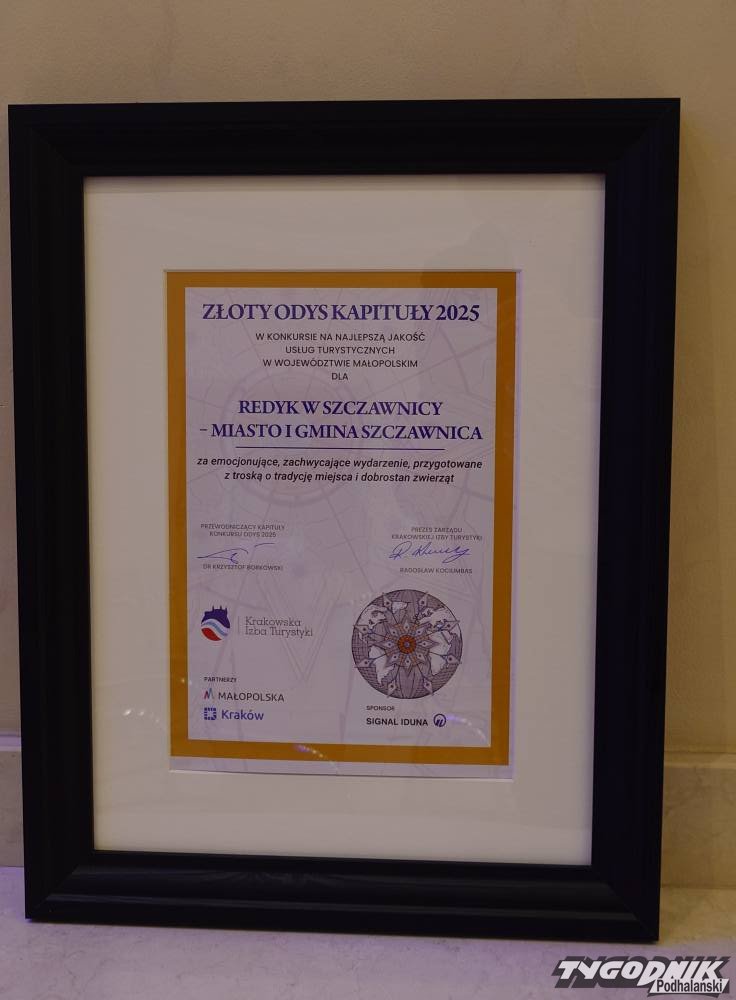 ZŁOTY ODYS KAPITUŁY 2025
W KONKURSIE NA NAJLEPSZĄ JAKOŚĆ
USŁUG TURYSTYCZNYCH
W WOJEWÓDZTWIE MAŁOPOLSKIM
DLA
REDYK W SZCZAWNICY
– MIASTO I GMINA SZCZAWNICA
za emocjonujące, zachwycające wydarzenie, przygotowane
z troską o tradycję miejsca i dobrostan zwierząt
PRZEWODNICZĄCY KAPITUŁY
KONKURSU ODYS 2025
DR KRZYSZTOF BORKOWSKI
PREZES ZARZĄDU
KRAKOWSKIEJ IZBY TURYSTYKI
RADOSŁAW KOCIUMBAS
Krakowska
Izba Turystyki
PARTNERZY
MAŁOPOLSKA
Kraków
SPONSOR
SIGNAL IDUNA
TYGODNIK
Podhalański